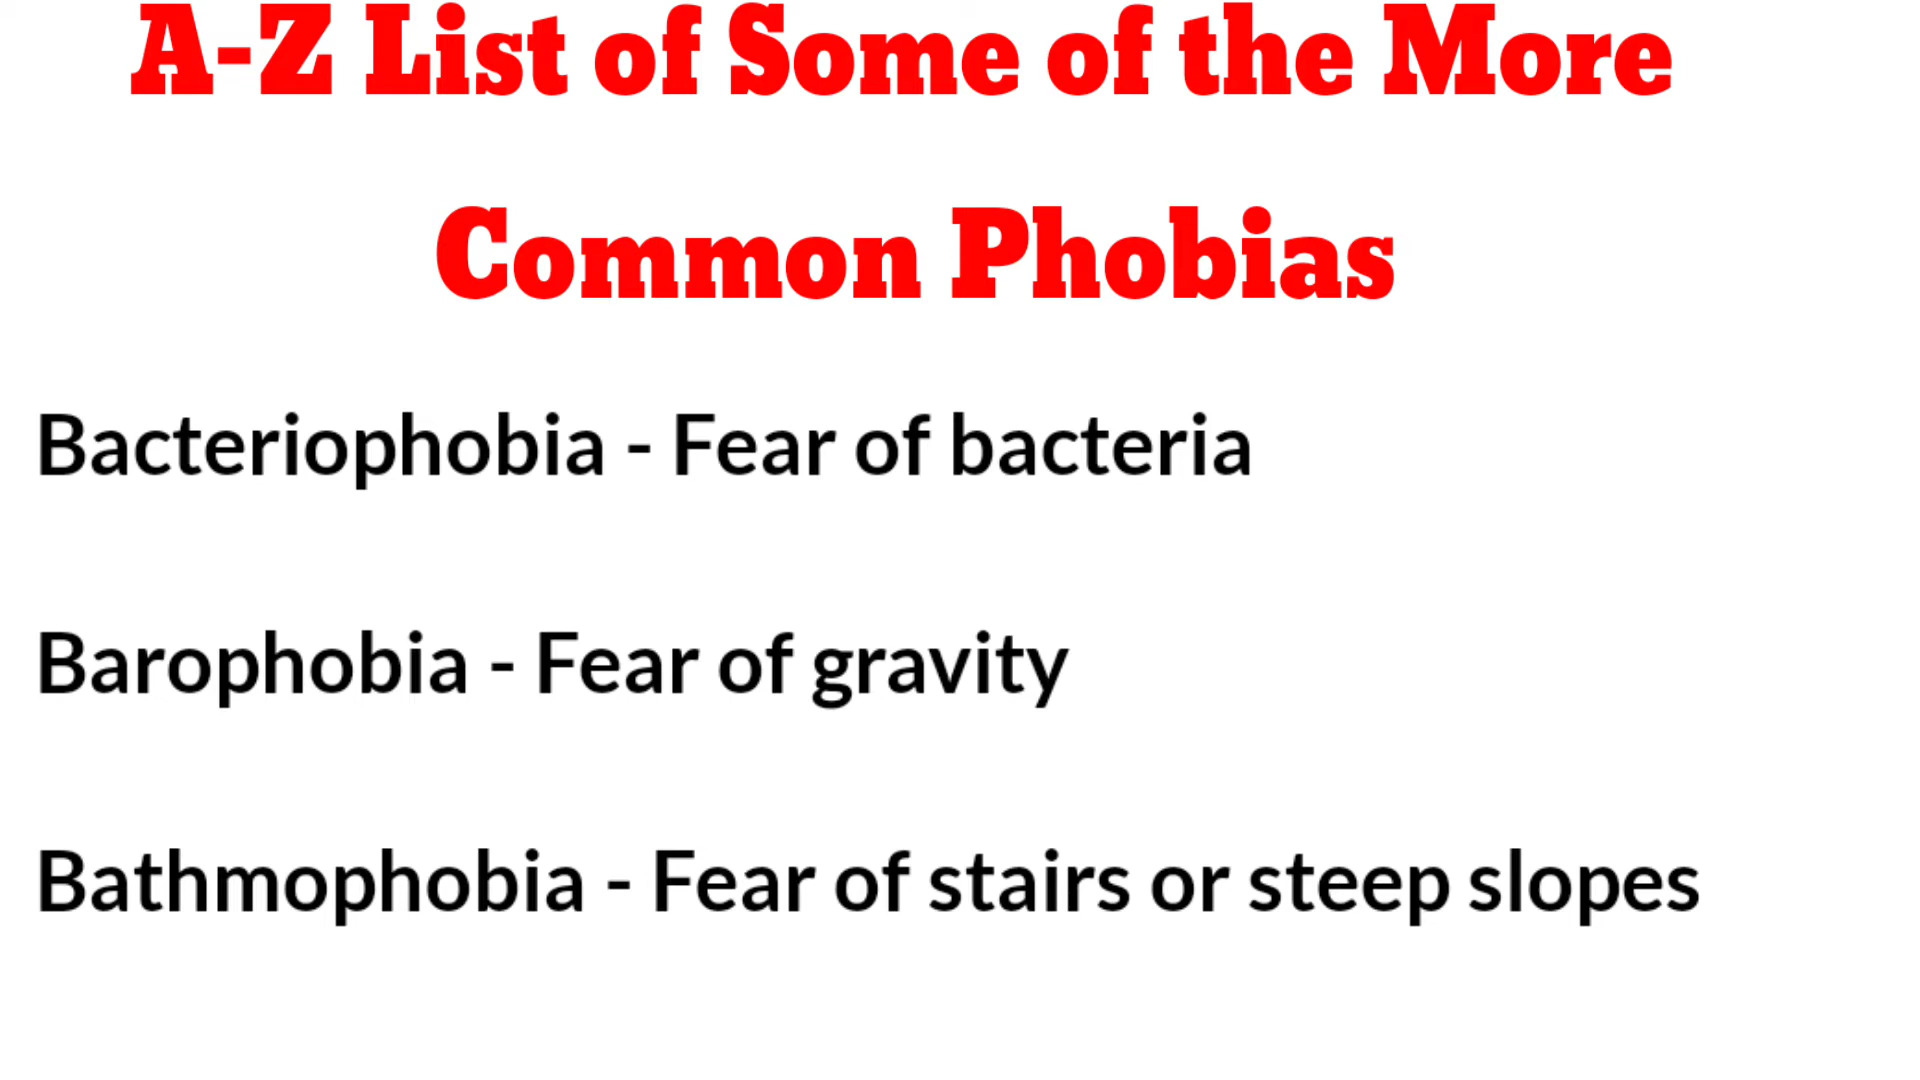 A-Z List of Some of the More
Common Phobias
Bacteriophobia - Fear of bacteria
Barophobia - Fear of gravity
Bathmophobia - Fear of stairs or steep slopes